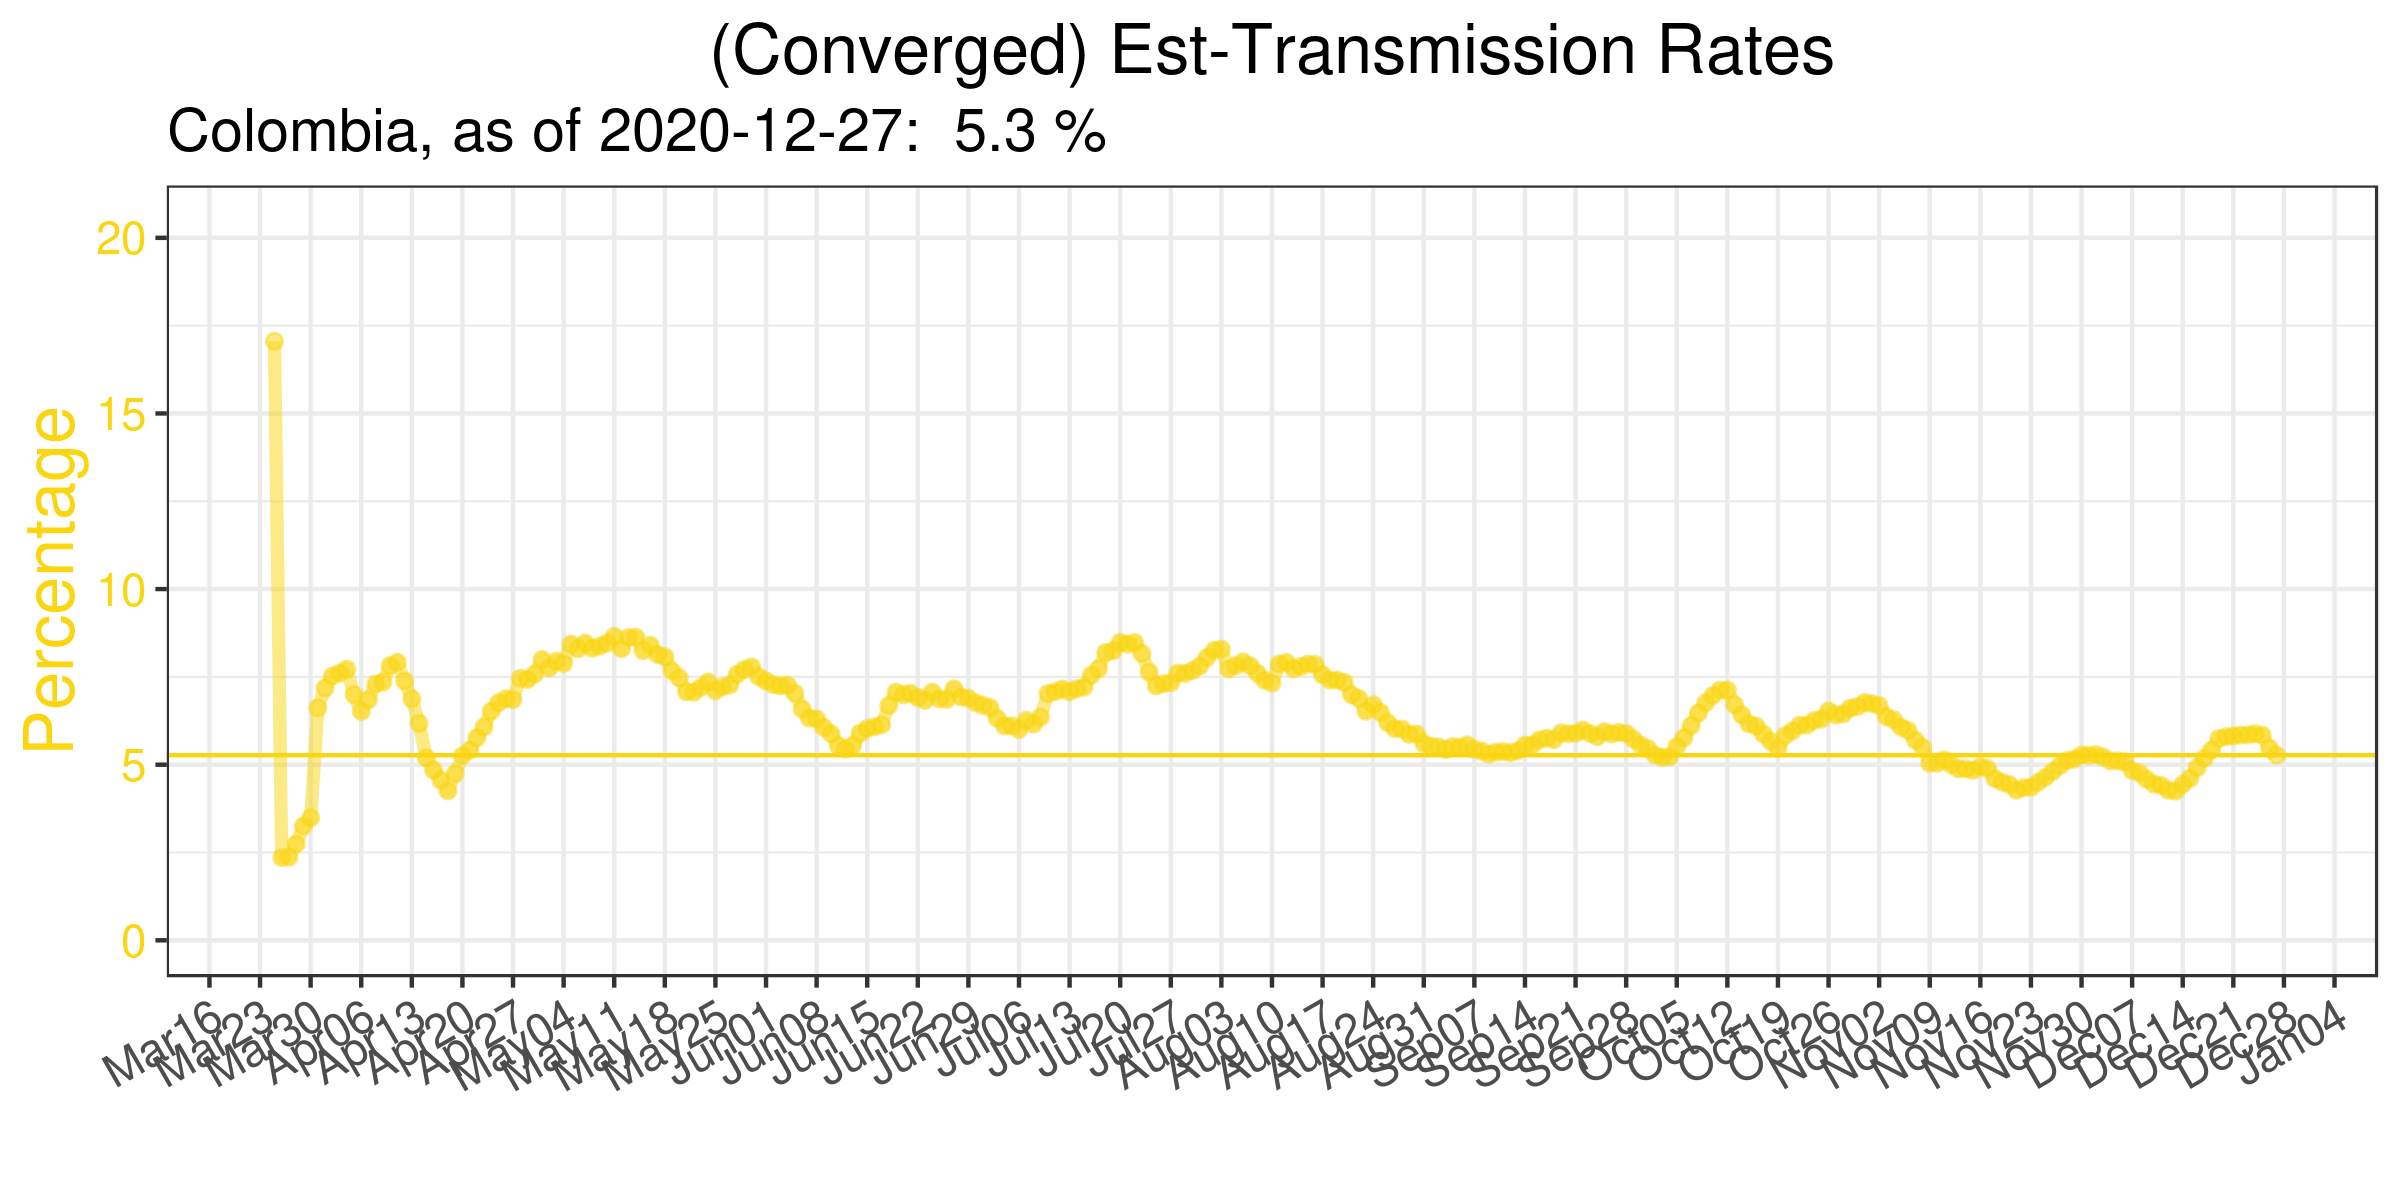 (Converged) Est-Transmission Rates
Colombia, as of 2020-12-27:  5.3 %
Percentage
20
15
10
5
0
Mar16
Mar23
Mar30
Apr06
Apr13
Apr20
Apr27
May04
May11
May18
May25
Jun01
Jun08
Jun15
Jun22
Jun29
Jul06
Jul13
Jul20
Jul27
Aug03
Aug10
Aug17
Aug24
Aug31
Sep07
Sep14
Sep21
Sep28
Oct05
Oct12
Oct19
Oct26
Nov02
Nov09
Nov16
Nov23
Nov30
Dec07
Dec14
Dec21
Dec28
Jan04